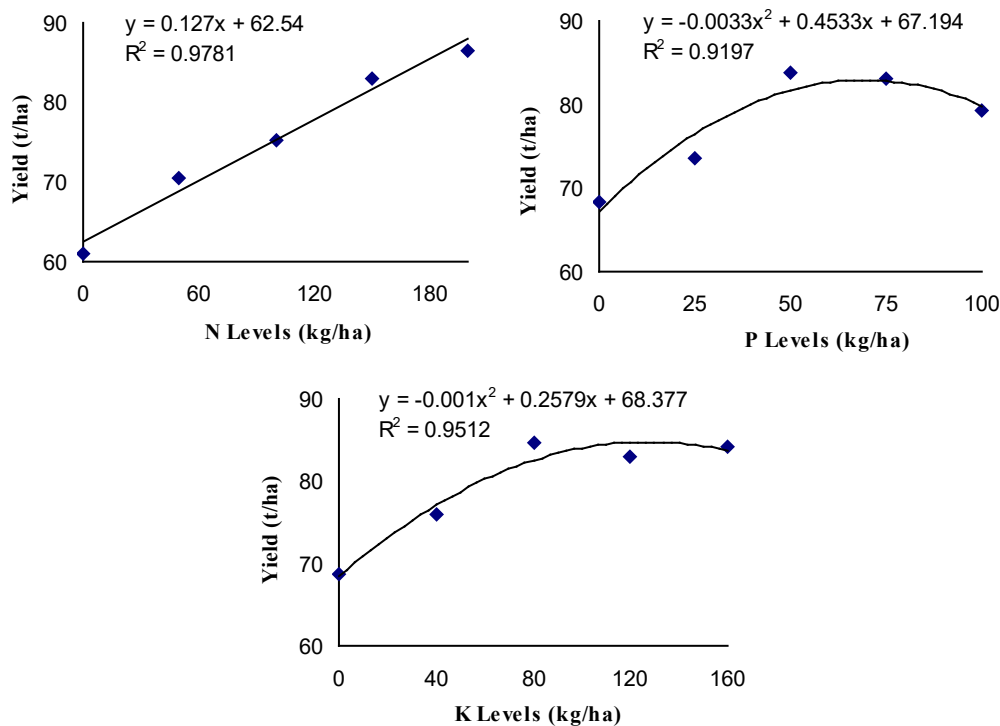 y = 0.127x + 62.54
R² = 0.9781
90
80
70
60
Yield (t/ha)
0 60 120 180
N Levels (kg/ha)
y = -0.0033x² + 0.4533x + 67.194
R² = 0.9197
90
80
70
60
Yield (t/ha)
0 25 50 75 100
P Levels (kg/ha)
y = -0.001x² + 0.2579x + 68.377
R² = 0.9512
90
80
70
60
Yield (t/ha)
0 40 80 120 160
K Levels (kg/ha)